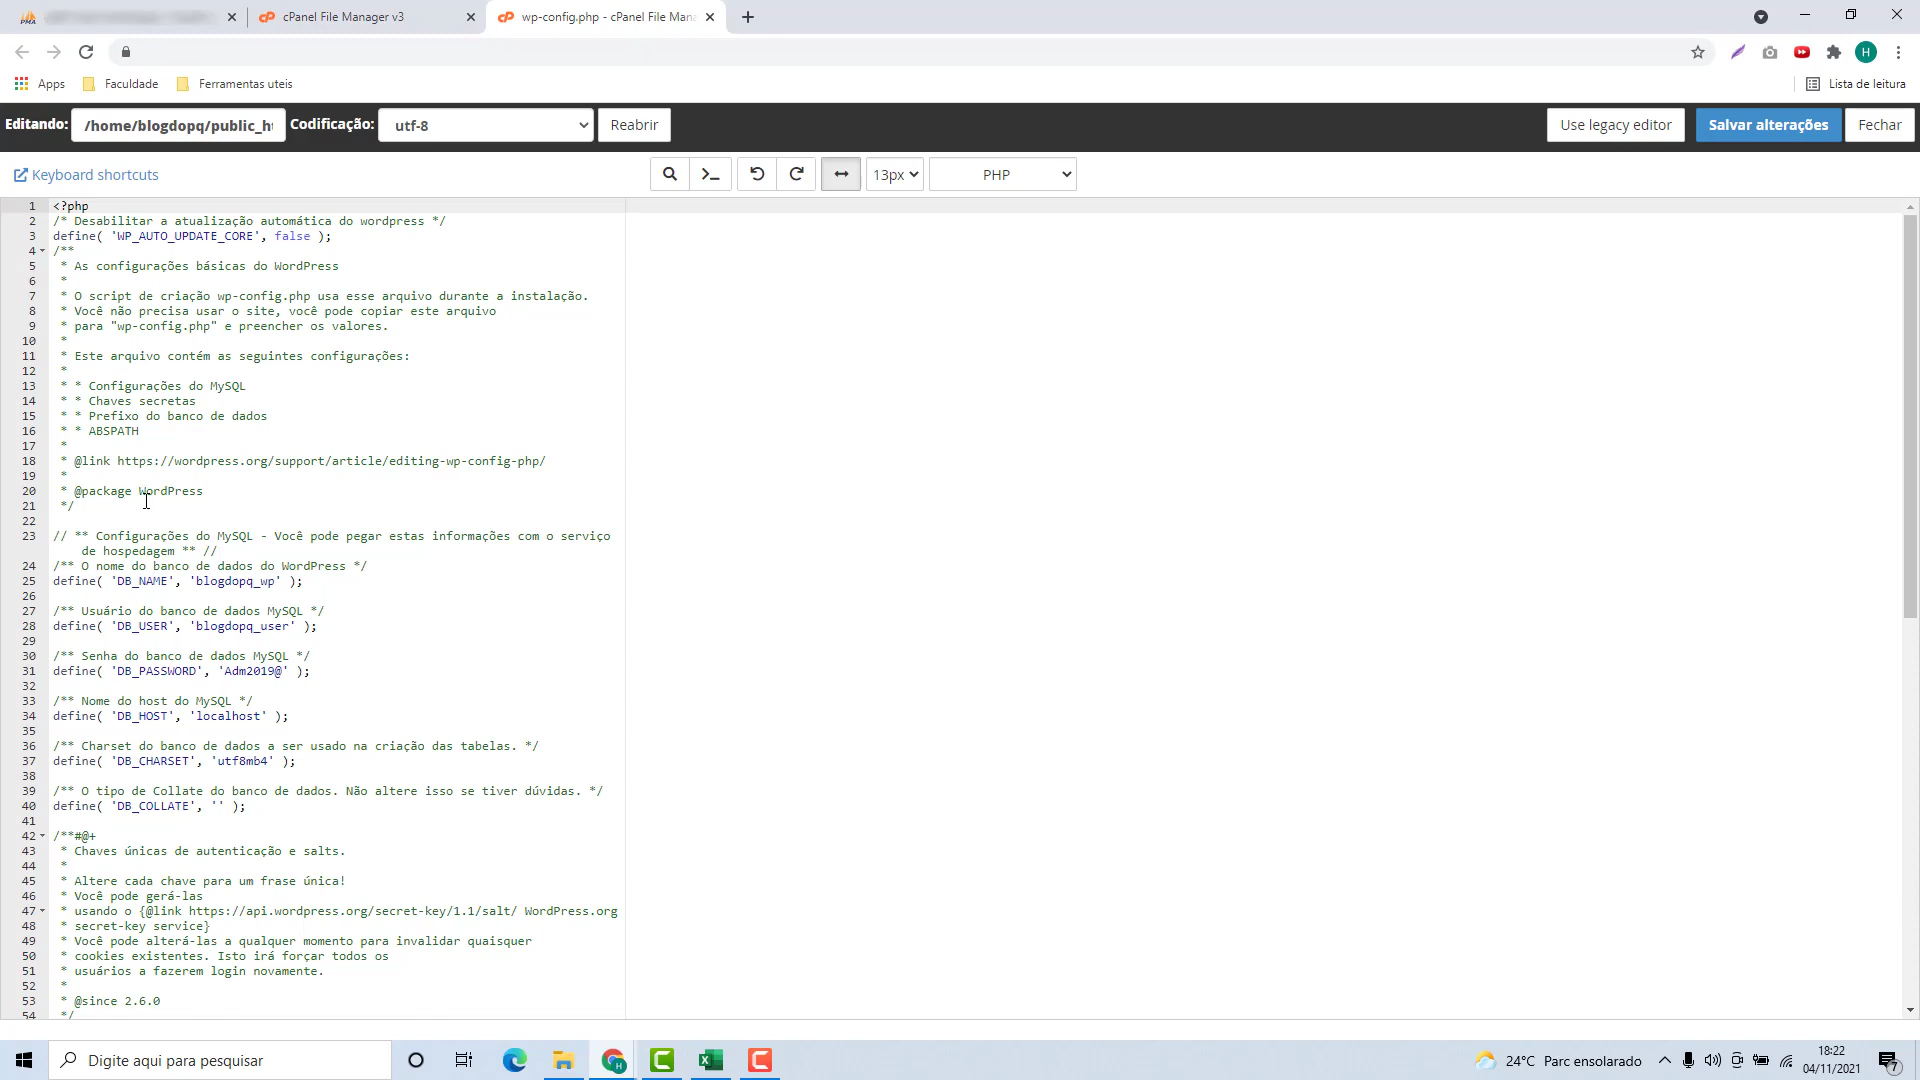 PMA
cPanel File Manager v3
wp-config.php - cPanel File Man
H
Apps
Faculdade
Ferramentas uteis
Lista de leitura
Editando:
/home/blogdopq/public_ht
Codificação:
utf-8
Reabrir
Use legacy editor
Salvar alterações
Fechar
Keyboard shortcuts
13px
PHP
1 <?php
2 /* Desabilitar a atualização automática do wordpress */
3 define( 'WP_AUTO_UPDATE_CORE', false );
4 /**
5 * As configurações básicas do WordPress
6 *
7 * O script de criação wp-config.php usa esse arquivo durante a instalação.
8 * Você não precisa usar o site, você pode copiar este arquivo
9 * para "wp-config.php" e preencher os valores.
10 *
11 * Este arquivo contém as seguintes configurações:
12 *
13 * * Configurações do MySQL
14 * * Chaves secretas
15 * * Prefixo do banco de dados
16 * * ABSPATH
17 *
18 * @link https://wordpress.org/support/article/editing-wp-config-php/
19 *
20 * @package WordPress
21 */
22
23 // ** Configurações do MySQL - Você pode pegar estas informações com o serviço
de hospedagem ** //
24 /** O nome do banco de dados do WordPress */
25 define( 'DB_NAME', 'blogdopq_wp' );
26
27 /** Usuário do banco de dados MySQL */
28 define( 'DB_USER', 'blogdopq_user' );
29
30 /** Senha do banco de dados MySQL */
31 define( 'DB_PASSWORD', 'Adm2019@' );
32
33 /** Nome do host do MySQL */
34 define( 'DB_HOST', 'localhost' );
35
36 /** Charset do banco de dados a ser usado na criação das tabelas. */
37 define( 'DB_CHARSET', 'utf8mb4' );
38
39 /** O tipo de Collate do banco de dados. Não altere isso se tiver dúvidas. */
40 define( 'DB_COLLATE', '' );
41
42 /**#@+
43 * Chaves únicas de autenticação e salts.
44 *
45 * Altere cada chave para um frase única!
46 * Você pode gerá-las
47 * usando o {@link https://api.wordpress.org/secret-key/1.1/salt/ WordPress.org
48 * secret-key service}
49 * Você pode alterá-las a qualquer momento para invalidar quaisquer
50 * cookies existentes. Isto irá forçar todos os
51 * usuários a fazerem login novamente.
52 *
53 * @since 2.6.0
54 */
Digite aqui para pesquisar
H
24°C Parc ensolarado
18:22
04/11/2021
7